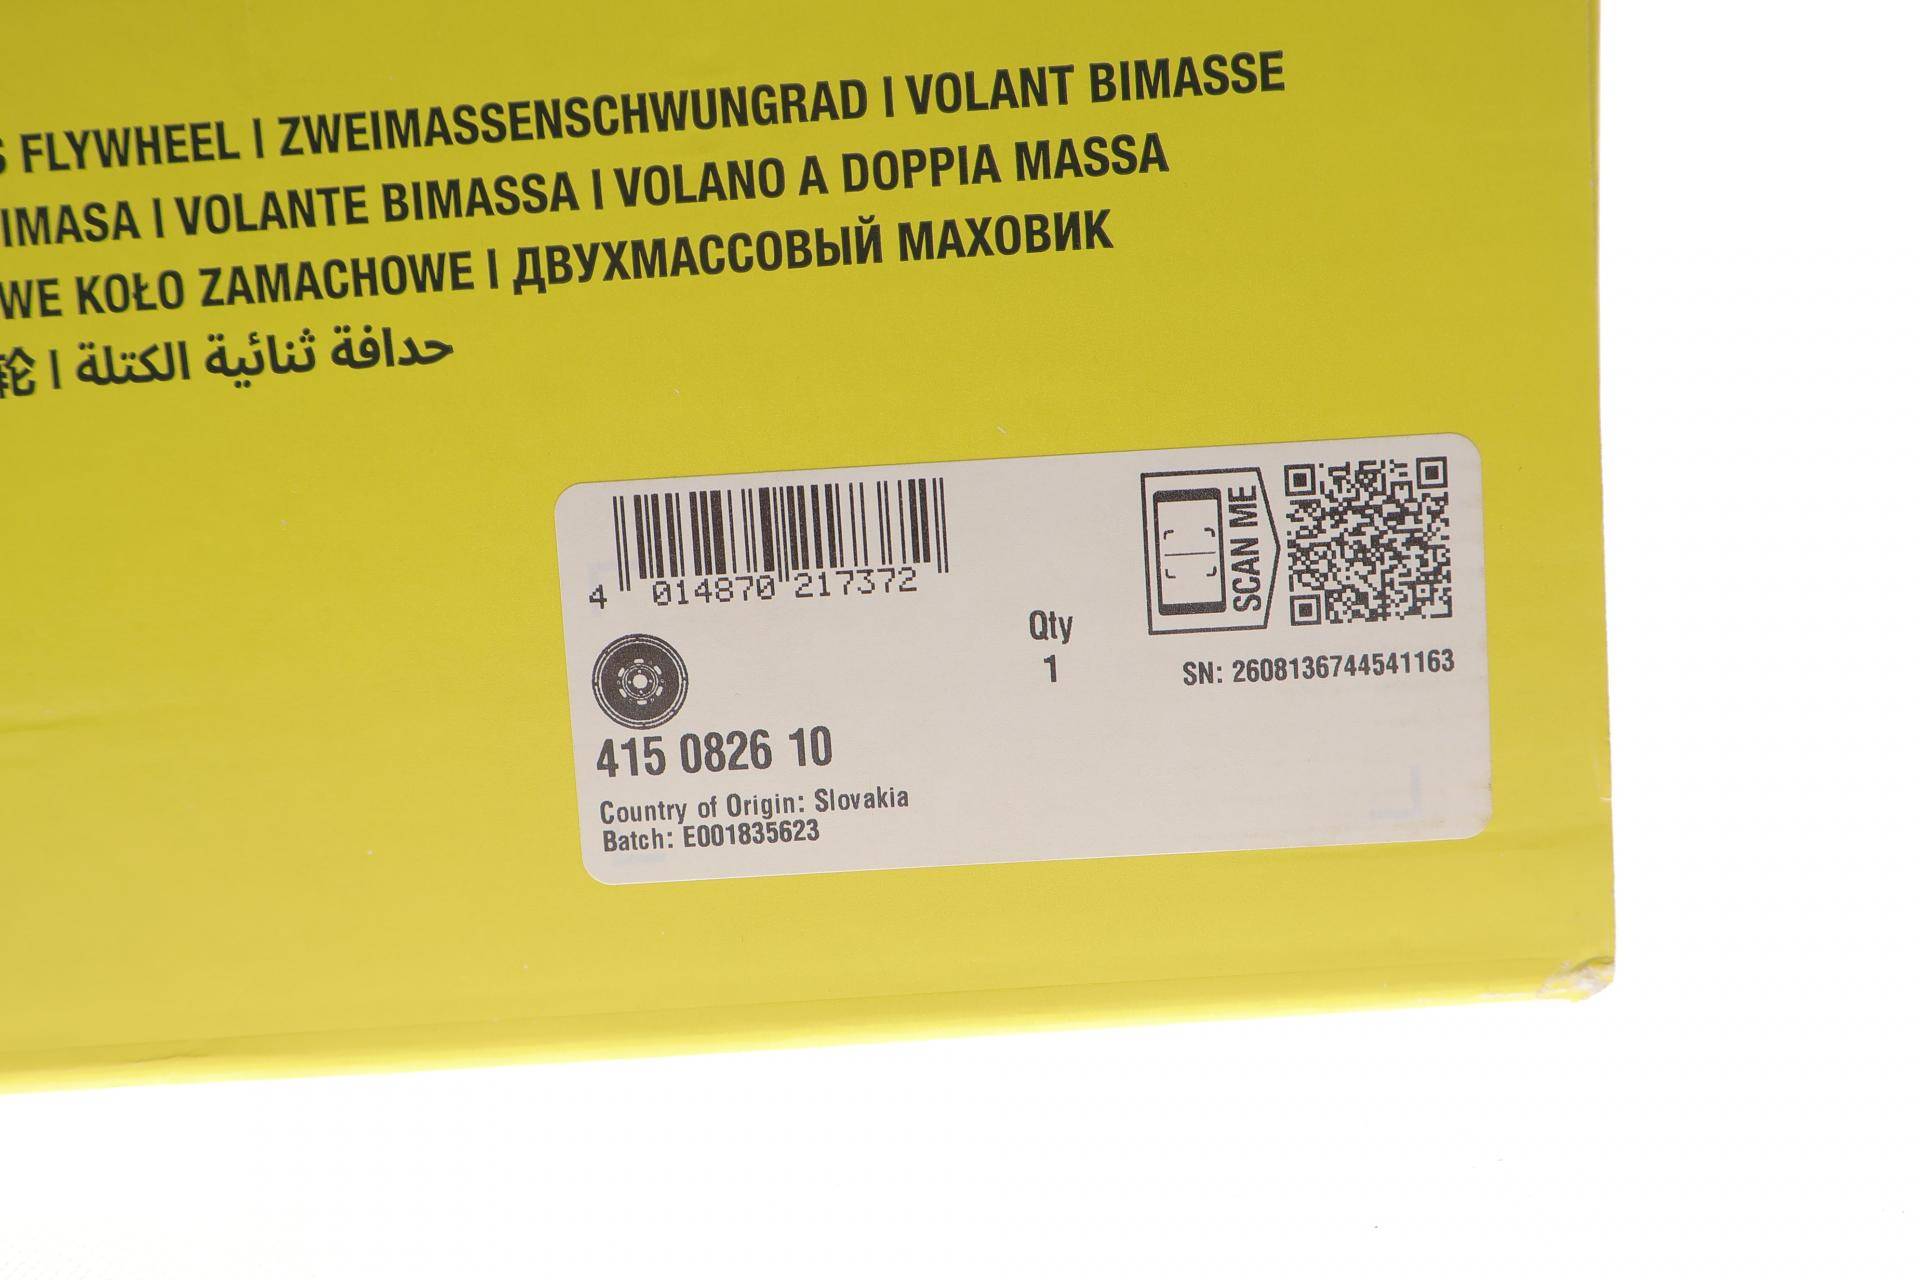 FLYWHEEL | ZWEIMASSENSCHWUNGRAD | VOLANT BIMASSE
IMASA | VOLANTE BIMASSA | VOLANO A DOPPIA MASSA
WE KOŁO ZAMACHOWE | ДВУХМАССОВЫЙ МАХОВИК
حدافة ثنائية الكتلة |
4 014870 217372
SCAN ME
Qty
1
SN: 2608136744541163
415 0826 10
Country of Origin: Slovakia
Batch: E001835623